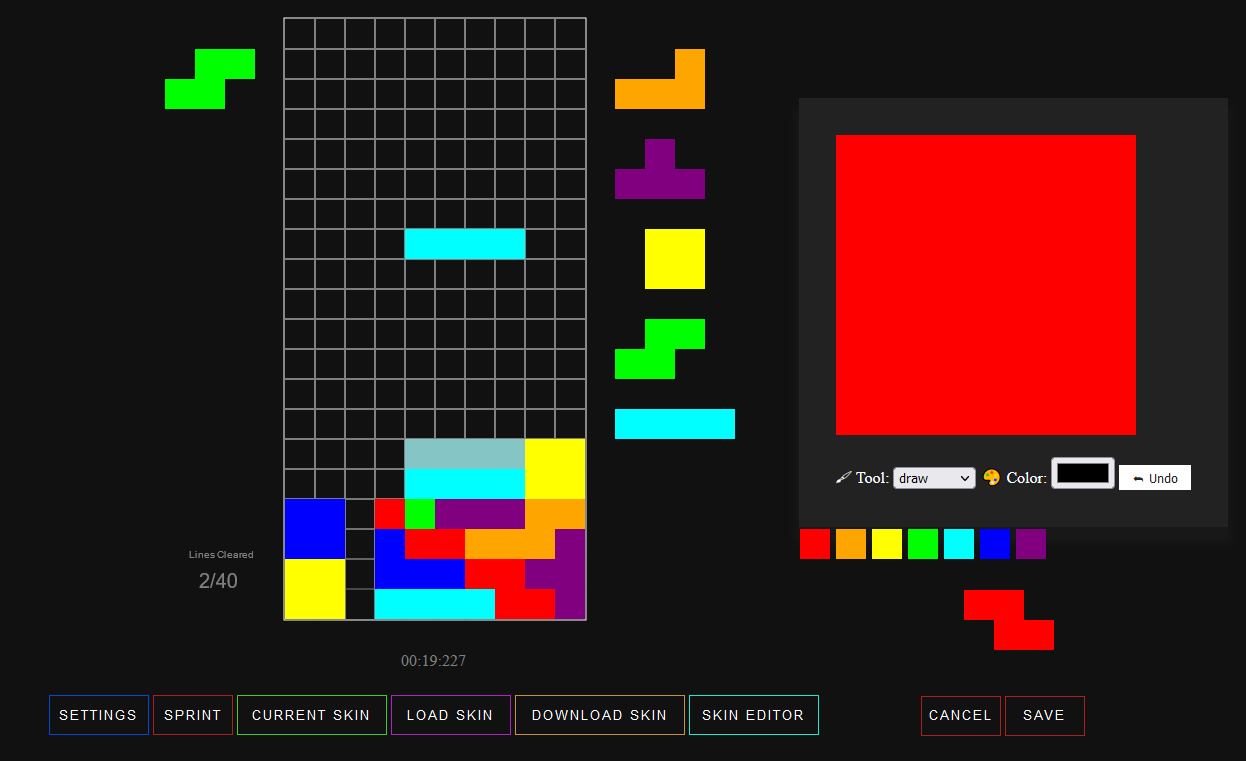 Tool: draw Color: Undo
Lines Cleared
2/40
00:19:227
SETTINGS SPRINT CURRENT SKIN LOAD SKIN DOWNLOAD SKIN SKIN EDITOR CANCEL SAVE